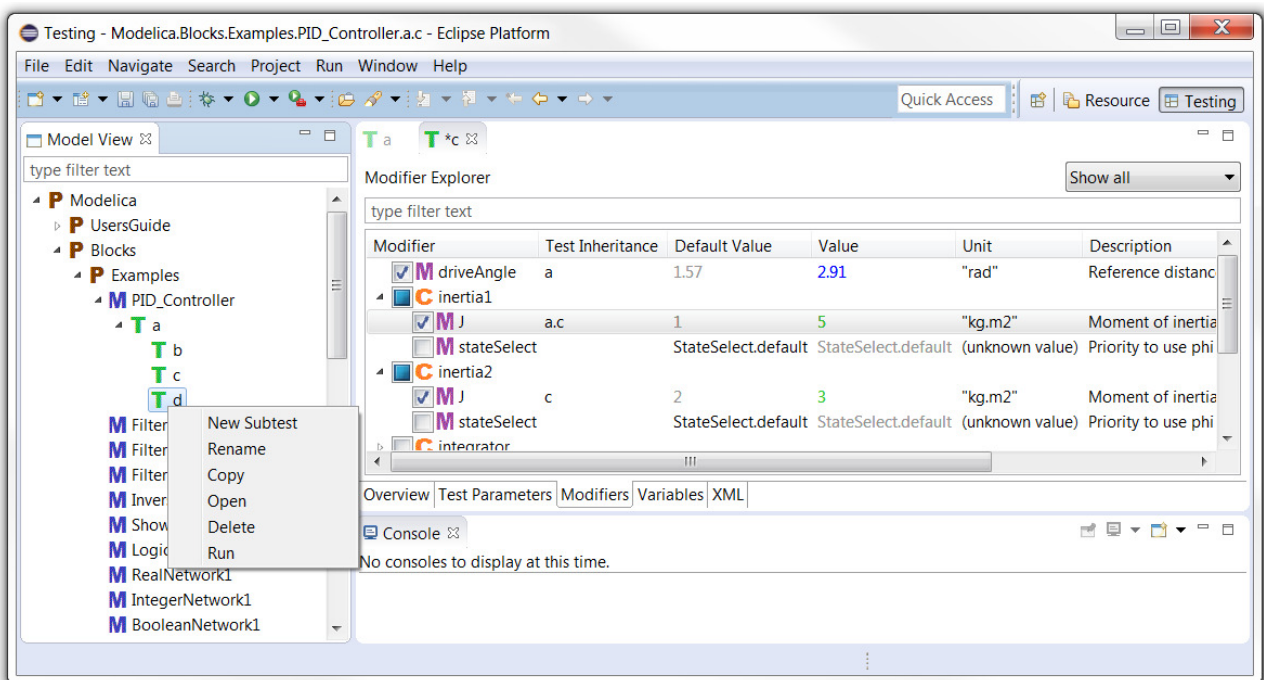 Testing - Modelica.Blocks.Examples.PID_Controller.a.c - Eclipse Platform
File Edit Navigate Search Project Run Window Help
Quick Access Resource Testing
Model View
type filter text
P Modelica
P UsersGuide
P Blocks
P Examples
M PID_Controller
T a
T b
T c
T d
M Filter
M Filter
M Filter
M Inver
M Show
M Logic
M RealNetwork1
M IntegerNetwork1
M BooleanNetwork1
New Subtest
Rename
Copy
Open
Delete
Run
T a T *c
Modifier Explorer Show all
type filter text
Modifier Test Inheritance Default Value Value Unit Description
M driveAngle a 1.57 2.91 "rad" Reference distanc
C inertia1
M J a.c 1 5 "kg.m2" Moment of inertia
M stateSelect StateSelect.default StateSelect.default (unknown value) Priority to use phi
C inertia2
M J c 2 3 "kg.m2" Moment of inertia
M stateSelect StateSelect.default StateSelect.default (unknown value) Priority to use phi
C integrator
Overview Test Parameters Modifiers Variables XML
Console
No consoles to display at this time.